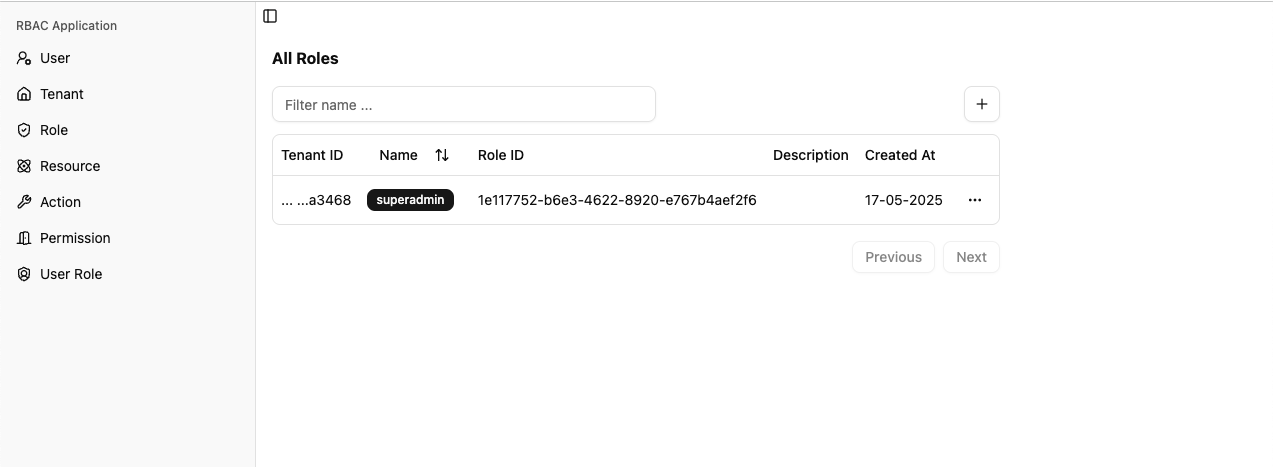 RBAC Application
User
Tenant
Role
Resource
Action
Permission
User Role
All Roles
Filter name ...
Tenant ID Name Role ID Description Created At
... ...a3468 superadmin 1e117752-b6e3-4622-8920-e767b4aef2f6 17-05-2025 ...
Previous Next